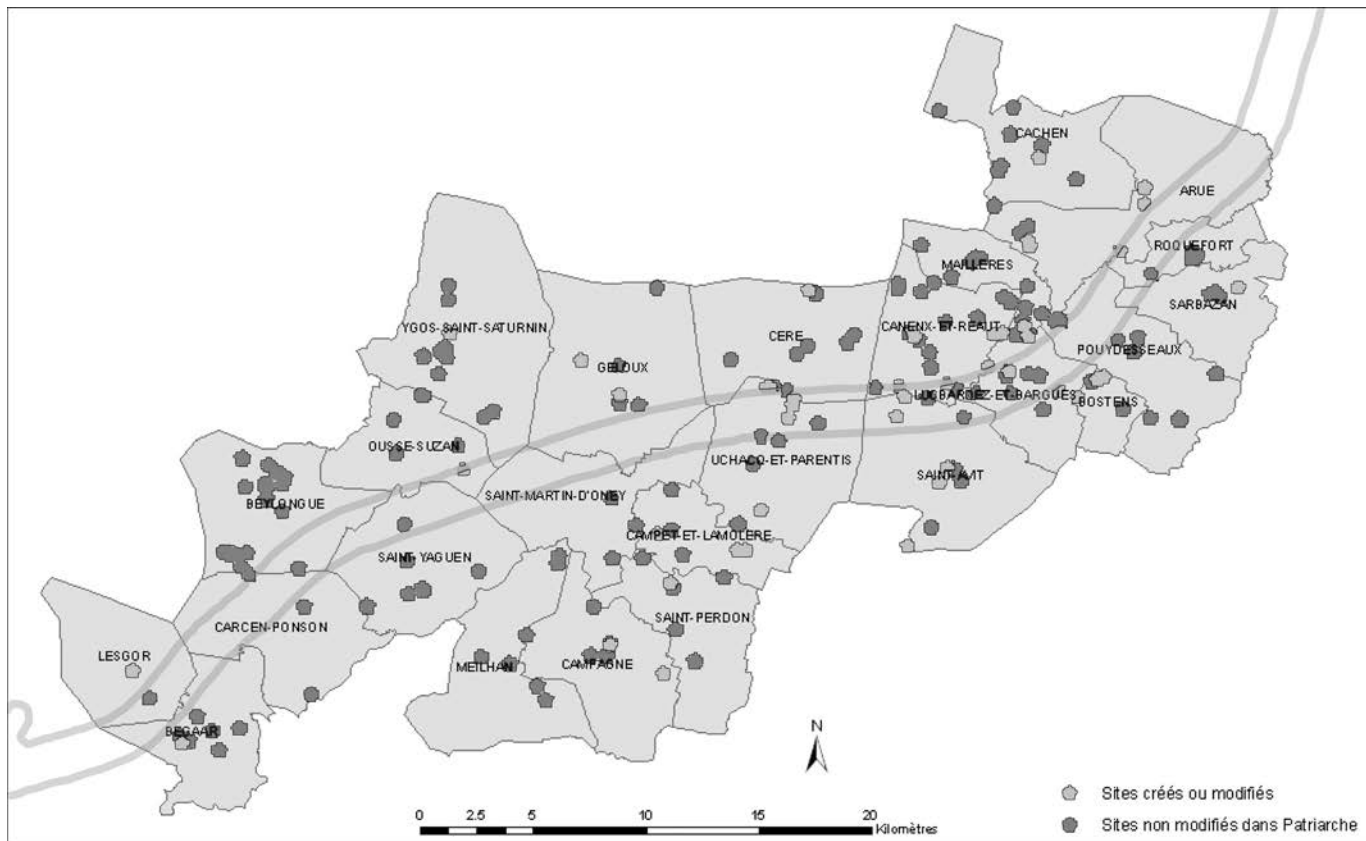 CACHEN
ARUE
ROQUEFORT
MAILLERES
SARBAZAN
YGOS-SAINT-SATURNIN
CERE
CANENX-ET-REAUT
POUYDESSEAUX
GELOUX
LUCBARDEZ-ET-BARGUES
BOSTENS
OUSSE-SUZAN
UCHACQ-ET-PARENTIS
SAINT-AVIT
BEYLONGUE
SAINT-MARTIN-D'ONEY
CAMPET-ET-LAMOLERE
SAINT-YAGUEN
SAINT-PERDON
CARCEN-PONSON
LESGOR
MEILHAN
CAMPAGNE
BEGAAR
N
Sites créés ou modifiés
0 2.5 5 10 15 20
Kilomètres
Sites non modifiés dans Patriarche